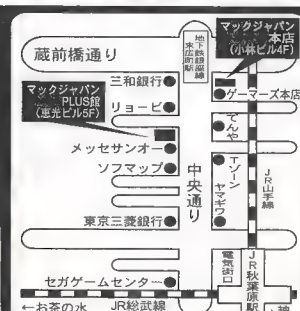 蔵前橋通り
地下鉄銀座線
末広町駅
マックジャパン
本店
(小林ビル4F)
マックジャパン
PLUS館
(恵光ビル5F)
三和銀行
ゲーマーズ本店
リョービ
てんや
メッセサンオー
ソフマップ
中央通り
Tゾーン
ヤマギワ
JR山手線
東京三菱銀行
電気街口
JR秋葉原駅
セガゲームセンター
←お茶の水
JR総武線